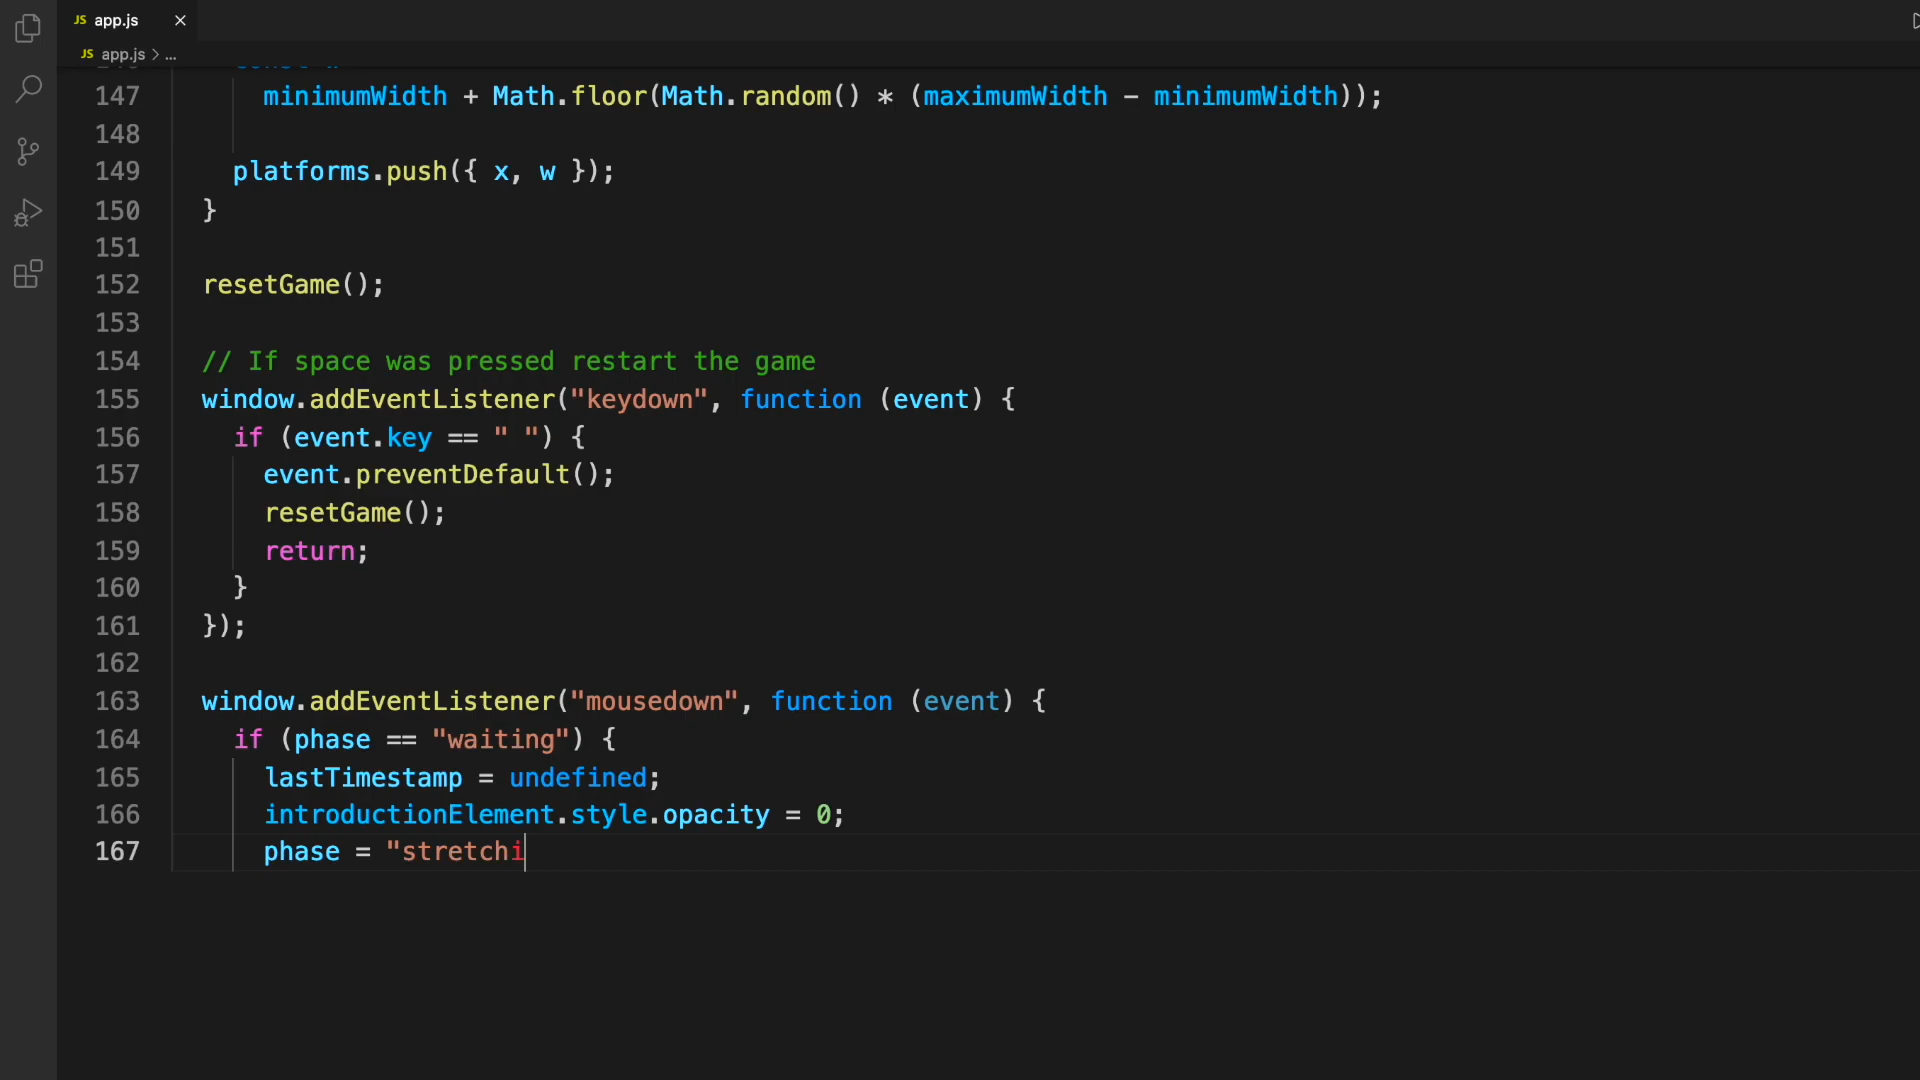 JS app.js
JS app.js > ...
147 minimumWidth + Math.floor(Math.random() * (maximumWidth - minimumWidth));
148
149 platforms.push({ x, w });
150 }
151
152 resetGame();
153
154 // If space was pressed restart the game
155 window.addEventListener("keydown", function (event) {
156 if (event.key == " ") {
157 event.preventDefault();
158 resetGame();
159 return;
160 }
161 });
162
163 window.addEventListener("mousedown", function (event) {
164 if (phase == "waiting") {
165 lastTimestamp = undefined;
166 introductionElement.style.opacity = 0;
167 phase = "stretchi